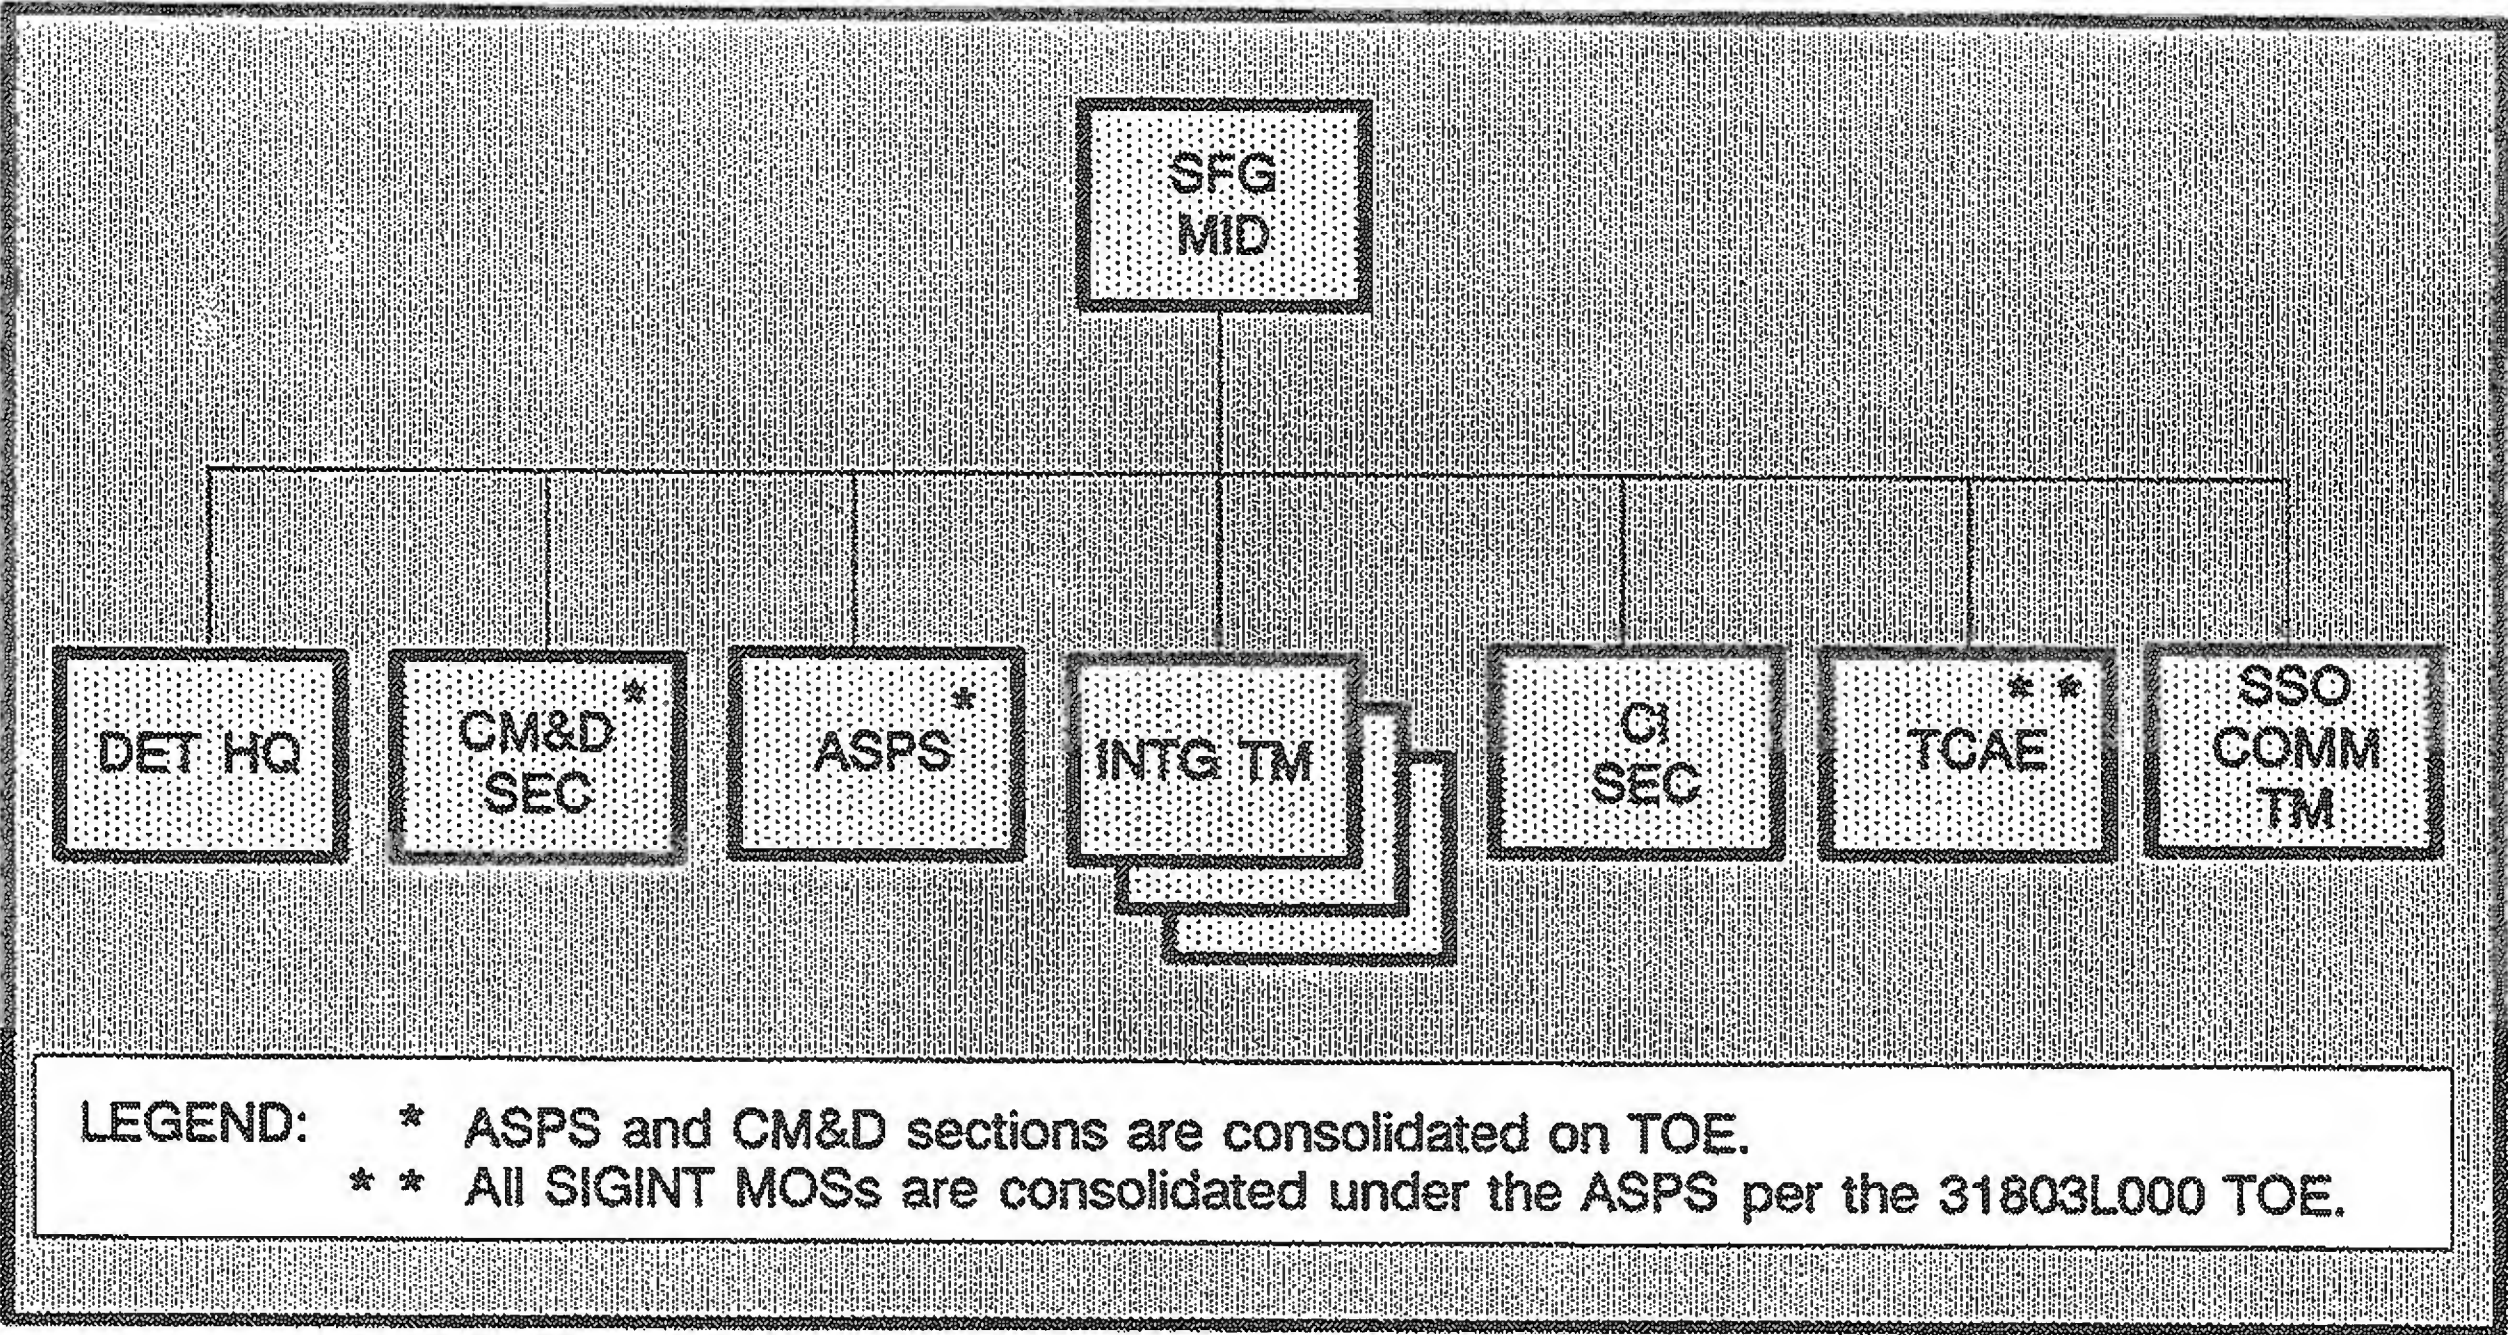 SFG
MID
DET HQ
*
CM&D
SEC
*
ASPS
INTG TM
CI
SEC
* *
TCAE
SSO
COMM
TM
LEGEND: * ASPS and CM&D sections are consolidated on TOE.
* * All SIGINT MOSs are consolidated under the ASPS per the 31803L000 TOE.